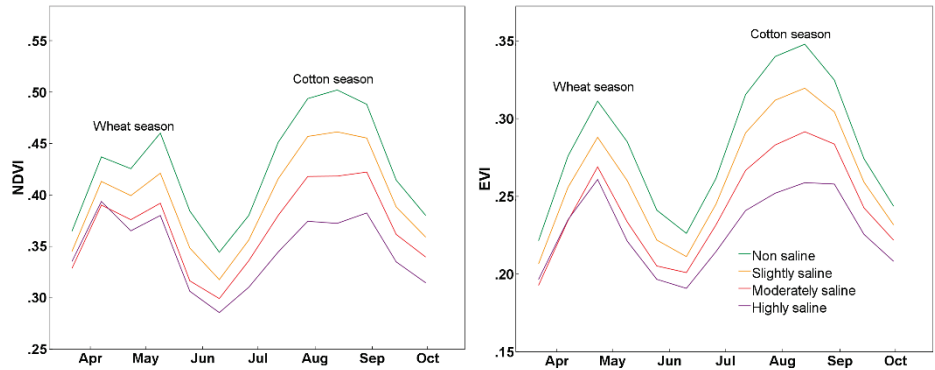 NDVI
.55
.50
.45
.40
.35
.30
.25
Wheat season
Cotton season
Apr May Jun Jul Aug Sep Oct
EVI
.35
.30
.25
.20
.15
Wheat season
Cotton season
Non saline
Slightly saline
Moderately saline
Highly saline
Apr May Jun Jul Aug Sep Oct